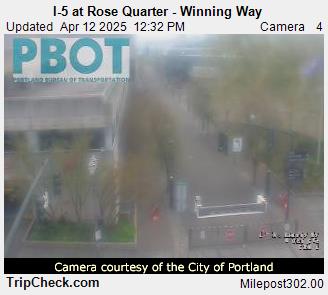 I-5 at Rose Quarter - Winning Way
Updated Apr 12 2025 12:32 PM Camera 4
PBOT
PORTLAND BUREAU OF TRANSPORTATION
Camera courtesy of the City of Portland
TripCheck.com Milepost302.00